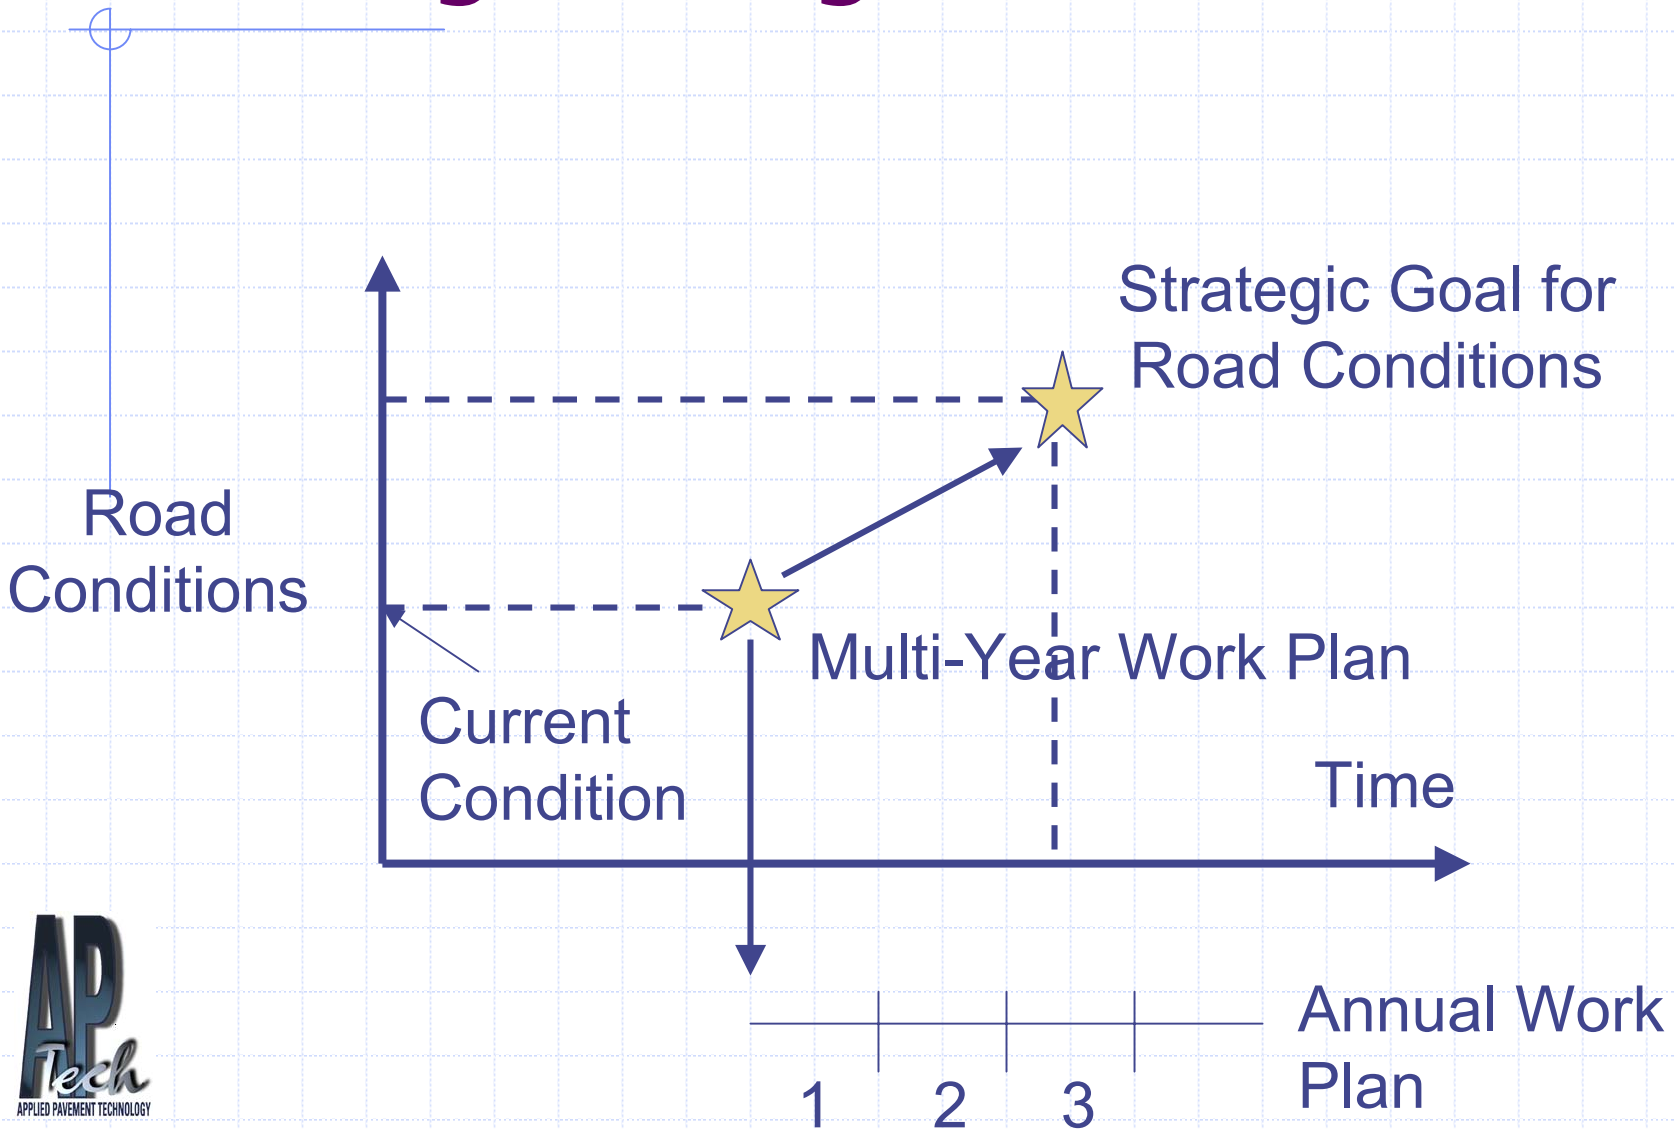 Strategic Goal for
Road Conditions
Road
Conditions
Multi-Year Work Plan
Current
Condition
Time
Annual Work
Plan
1 2 3
AP
Tech
APPLIED PAVEMENT TECHNOLOGY